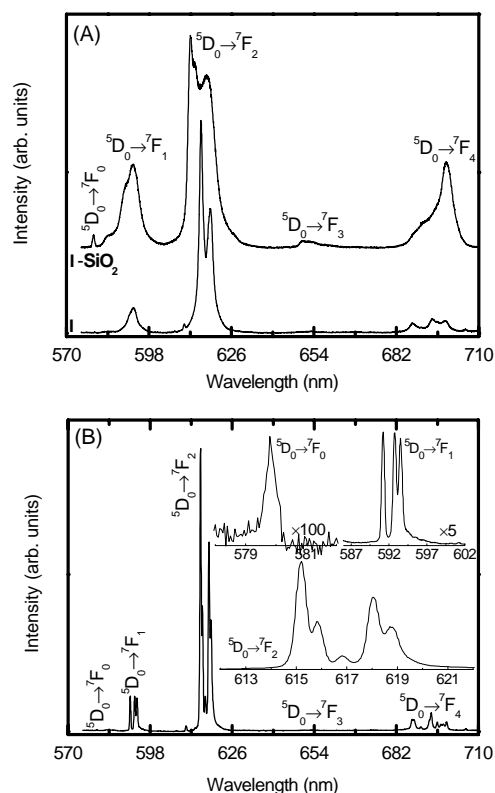 (A)
⁵D₀→⁷F₂
⁵D₀→⁷F₁
⁵D₀→⁷F₄
⁵D₀→⁷F₀
⁵D₀→⁷F₃
I-SiO₂
I
Intensity (arb. units)
570 598 626 654 682 710
Wavelength (nm)
(B)
⁵D₀→⁷F₂
⁵D₀→⁷F₀
⁵D₀→⁷F₁
×100
×5
579 581 587 592 597 602
⁵D₀→⁷F₂
613 615 617 619 621
⁵D₀→⁷F₀
⁵D₀→⁷F₁
⁵D₀→⁷F₃
⁵D₀→⁷F₄
Intensity (arb. units)
570 598 626 654 682 710
Wavelength (nm)